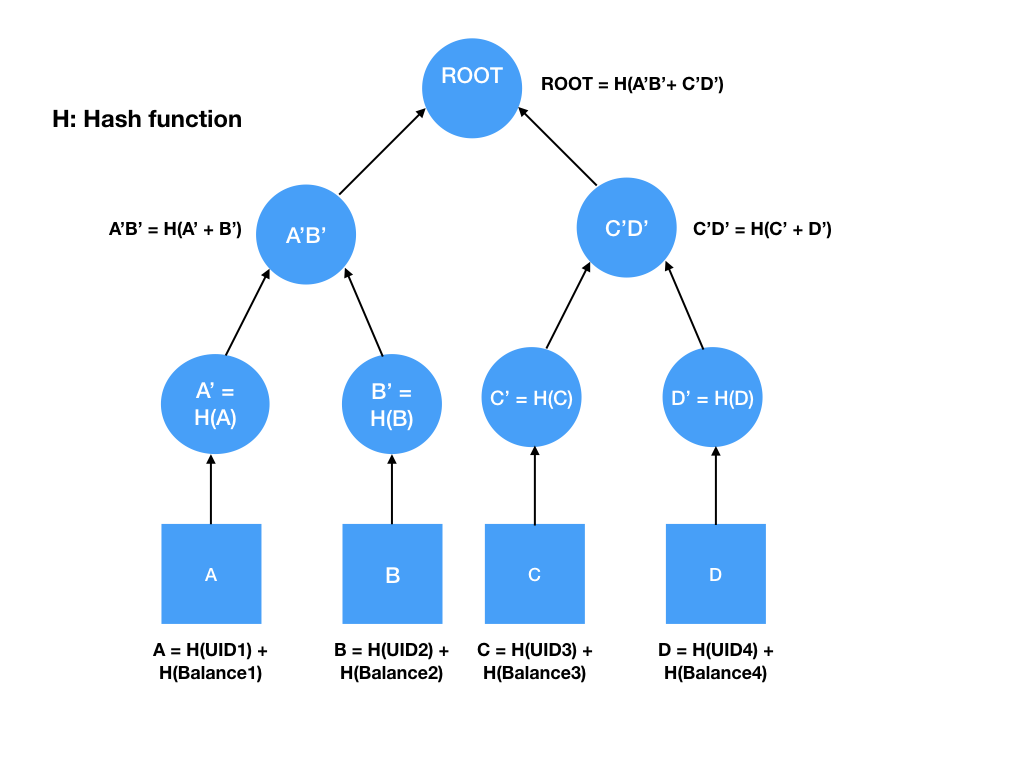 ROOT
ROOT = H(A’B’+ C’D’)
H: Hash function
A’B’ = H(A’ + B’)
A’B’
C’D’
C’D’ = H(C’ + D’)
A’ =
H(A)
B’ =
H(B)
C’ = H(C)
D’ = H(D)
A
B
C
D
A = H(UID1) +
H(Balance1)
B = H(UID2) +
H(Balance2)
C = H(UID3) +
H(Balance3)
D = H(UID4) +
H(Balance4)